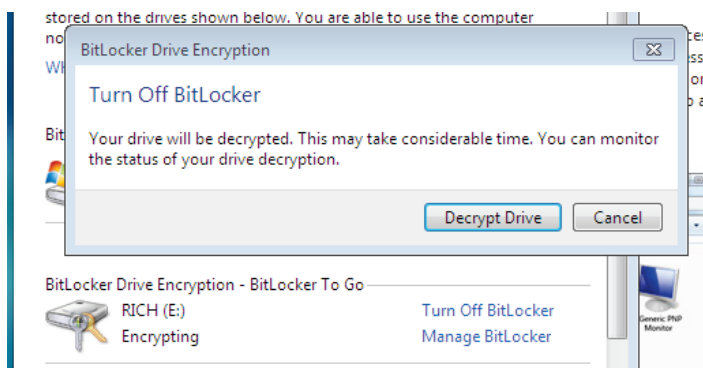 stored on the drives shown below. You are able to use the computer
no
BitLocker Drive Encryption
Turn Off BitLocker
Your drive will be decrypted. This may take considerable time. You can monitor
the status of your drive decryption.
Decrypt Drive Cancel
Bit
BitLocker Drive Encryption - BitLocker To Go
RICH (E:) Turn Off BitLocker
Encrypting Manage BitLocker
Generic PNP
Monitor